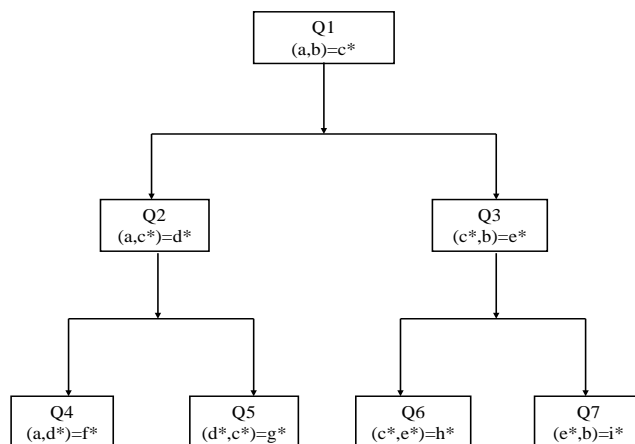 Q1
(a,b)=c*
Q2
(a,c*)=d*
Q3
(c*,b)=e*
Q4
(a,d*)=f*
Q5
(d*,c*)=g*
Q6
(c*,e*)=h*
Q7
(e*,b)=i*